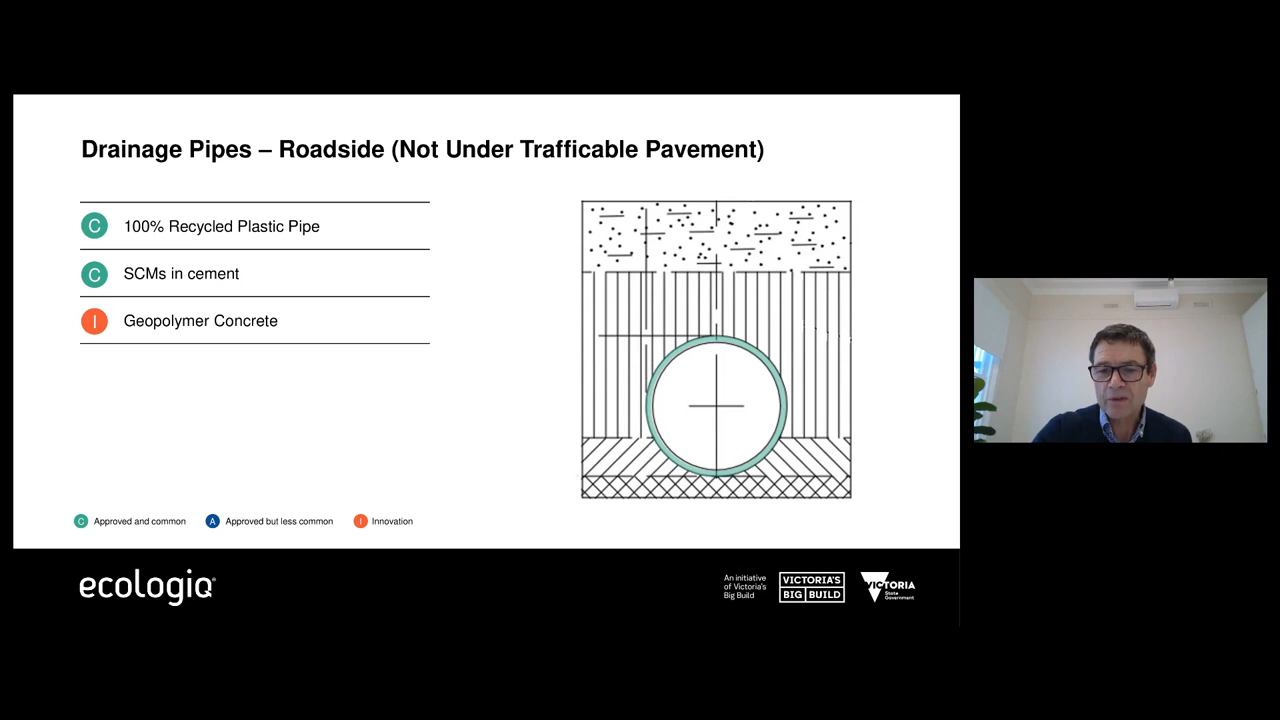 Drainage Pipes – Roadside (Not Under Trafficable Pavement)
C 100% Recycled Plastic Pipe
C SCMs in cement
I Geopolymer Concrete
C Approved and common A Approved but less common I Innovation
ecologiq
An initiative
of Victoria's
Big Build
VICTORIA'S
BIG BUILD
VICTORIA
State
Government